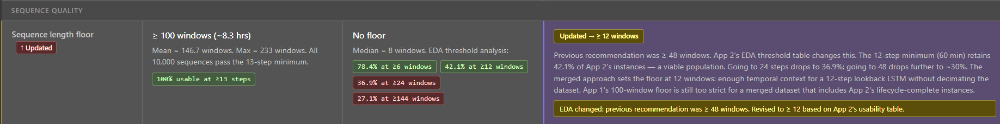 SEQUENCE QUALITY
Sequence length floor
↑ Updated
≥ 100 windows (~8.3 hrs)
Mean = 146.7 windows. Max = 233 windows. All
10,000 sequences pass the 13-step minimum.
100% usable at ≥13 steps
No floor
Median = 8 windows. EDA threshold analysis:
78.4% at ≥6 windows 42.1% at ≥12 windows
36.9% at ≥24 windows
27.1% at ≥144 windows
Updated → ≥ 12 windows
Previous recommendation was ≥ 48 windows. App 2's EDA threshold table changes this. The 12-step minimum (60 min) retains
42.1% of App 2's instances — a viable population. Going to 24 steps drops to 36.9%; going to 48 drops further to ~30%. The
merged approach sets the floor at 12 windows: enough temporal context for a 12-step lookback LSTM without decimating the
dataset. App 1's 100-window floor is still too strict for a merged dataset that includes App 2's lifecycle-complete instances.
EDA changed: previous recommendation was ≥ 48 windows. Revised to ≥ 12 based on App 2's usability table.